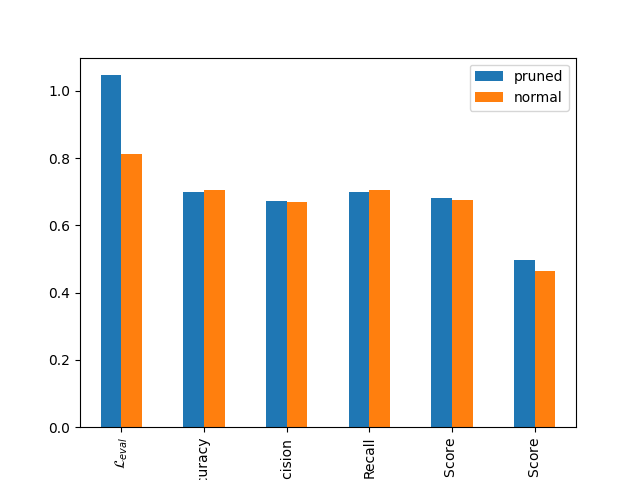 pruned
normal
1.0
0.8
0.6
0.4
0.2
0.0
ℒeval
curacy
cision
Recall
Score
Score